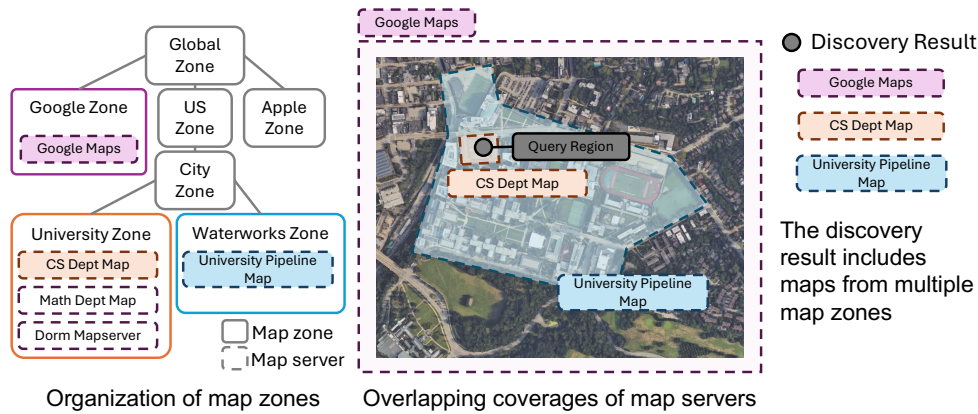 Global
Zone
Google Zone
Google Maps
US
Zone
Apple
Zone
City
Zone
University Zone
CS Dept Map
Math Dept Map
Dorm Mapserver
Waterworks Zone
University Pipeline
Map
Map zone
Map server
Organization of map zones
Google Maps
Query Region
CS Dept Map
University Pipeline
Map
Overlapping coverages of map servers
Discovery Result
Google Maps
CS Dept Map
University Pipeline
Map
The discovery
result includes
maps from multiple
map zones